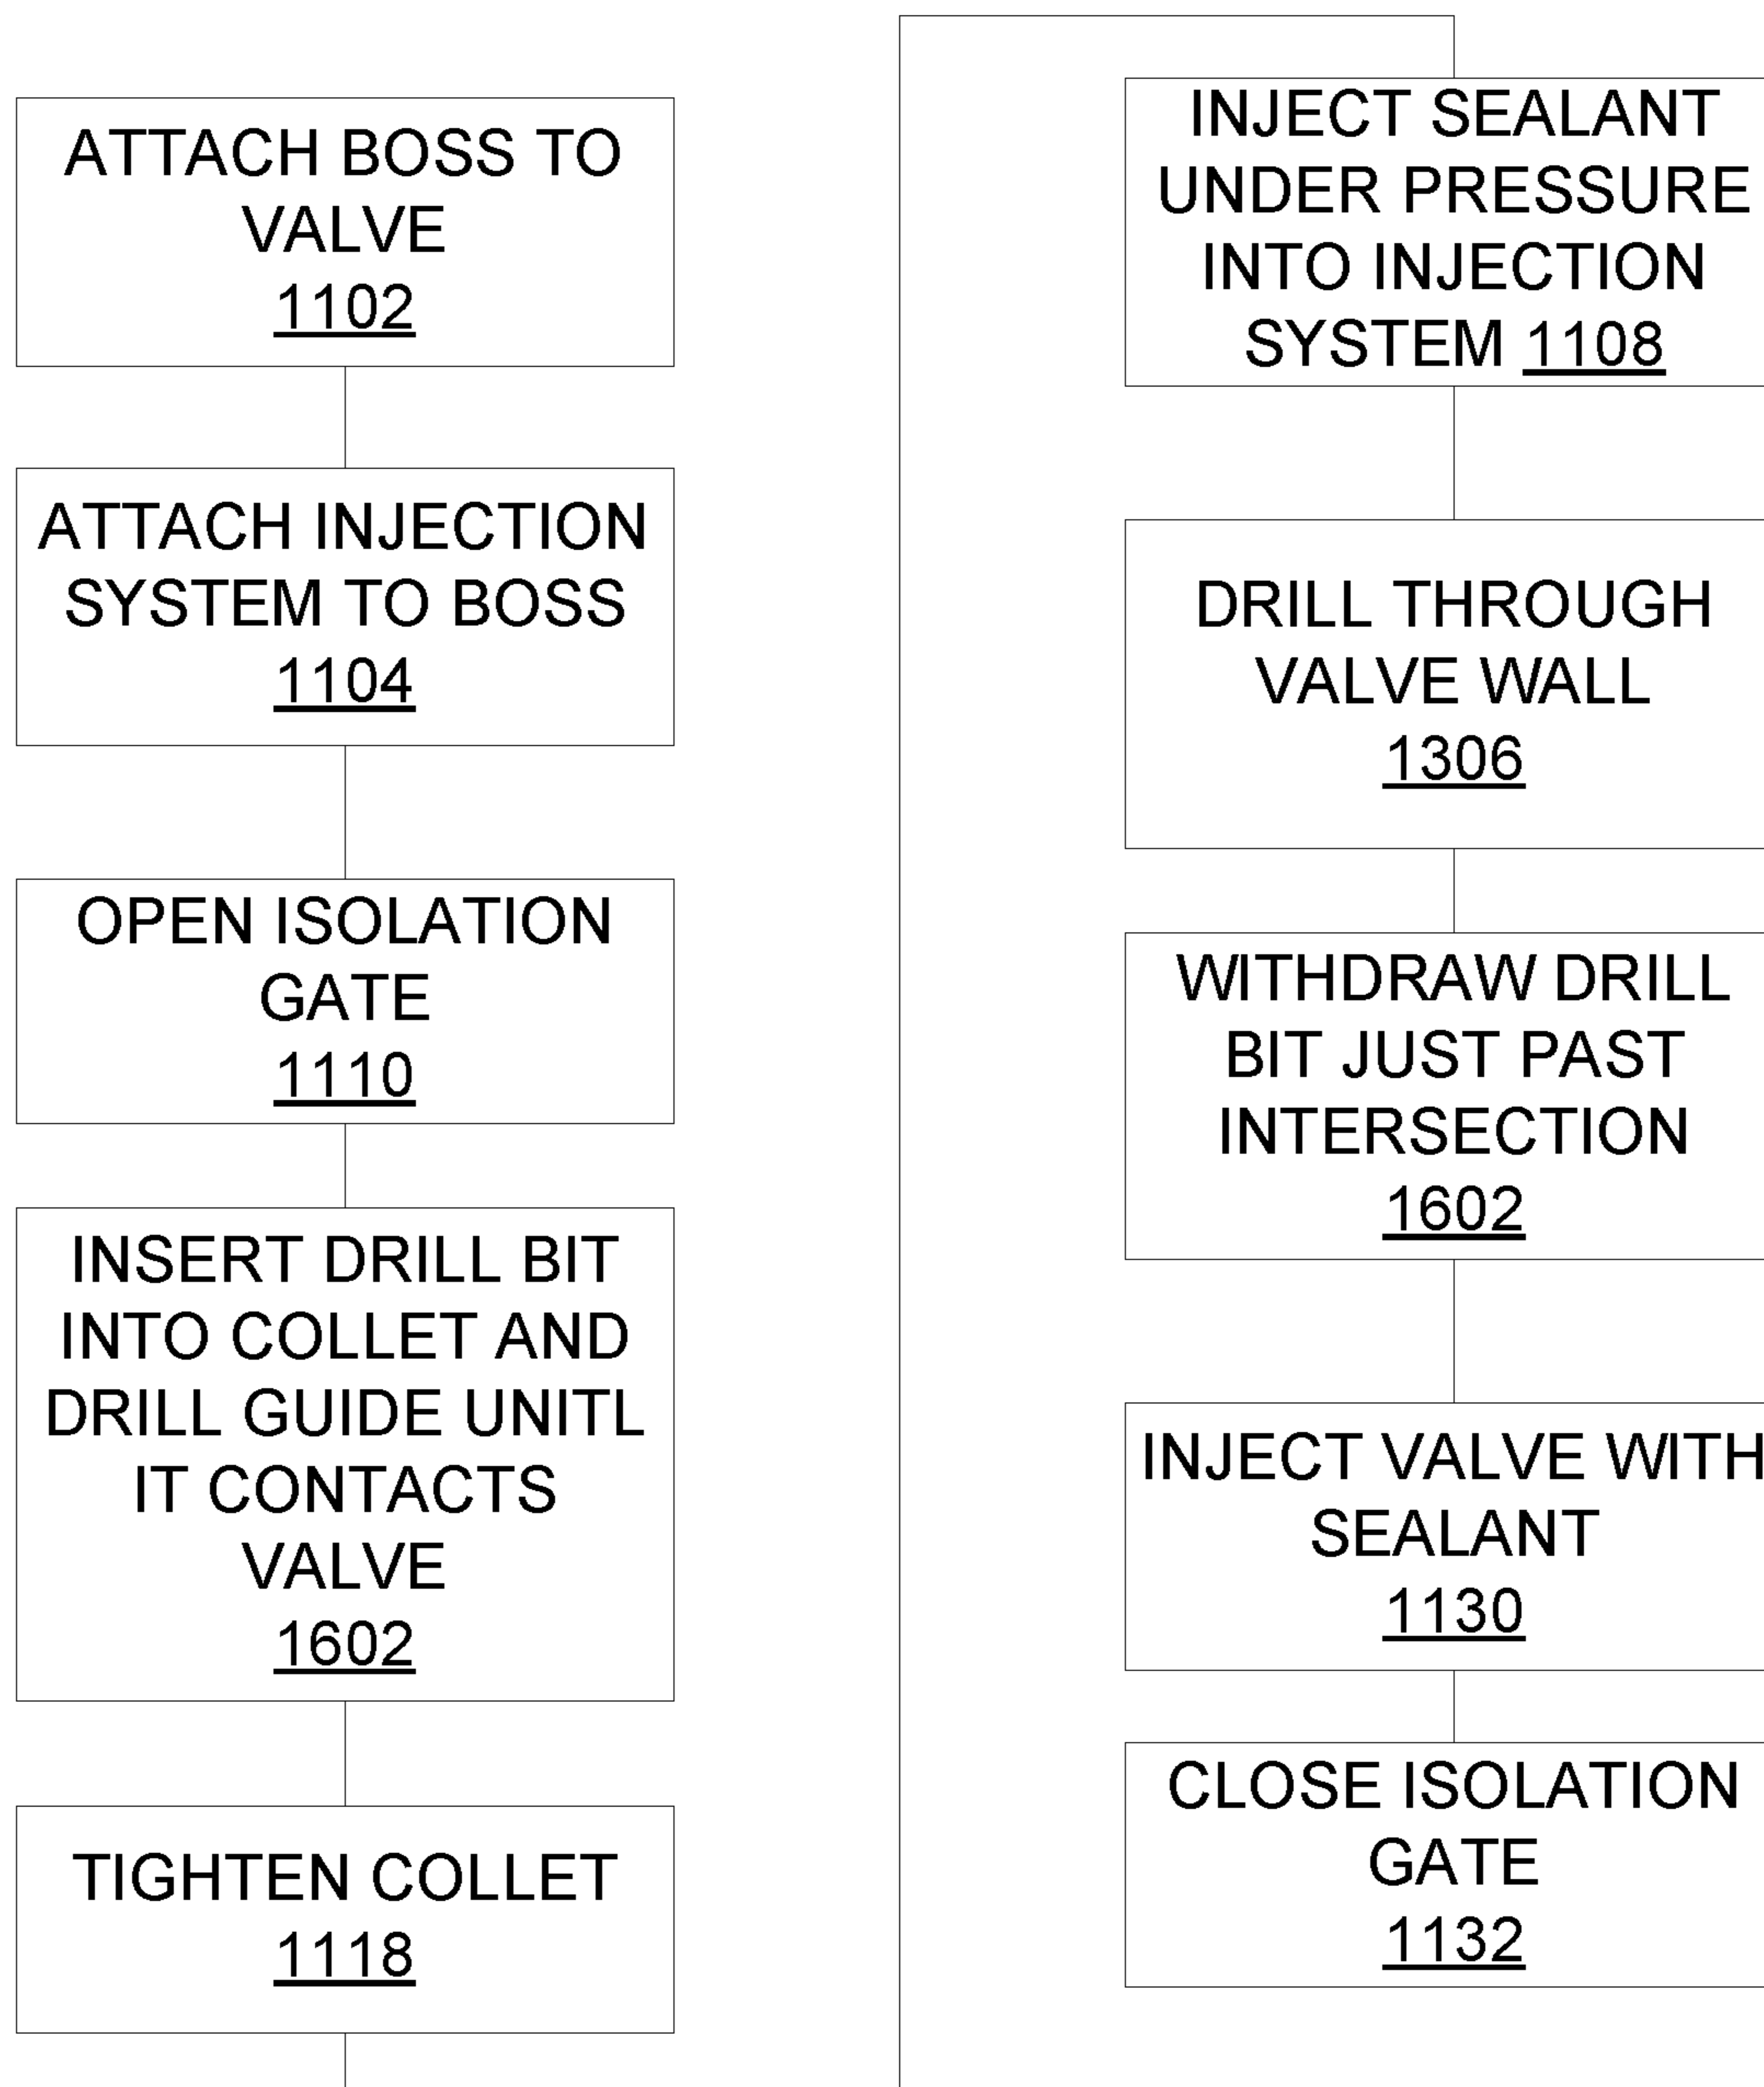 ATTACH BOSS TO
VALVE
1102
ATTACH INJECTION
SYSTEM TO BOSS
1104
OPEN ISOLATION
GATE
1110
INSERT DRILL BIT
INTO COLLET AND
DRILL GUIDE UNITL
IT CONTACTS
VALVE
1602
TIGHTEN COLLET
1118
INJECT SEALANT
UNDER PRESSURE
INTO INJECTION
SYSTEM 1108
DRILL THROUGH
VALVE WALL
1306
WITHDRAW DRILL
BIT JUST PAST
INTERSECTION
1602
INJECT VALVE WITH
SEALANT
1130
CLOSE ISOLATION
GATE
1132